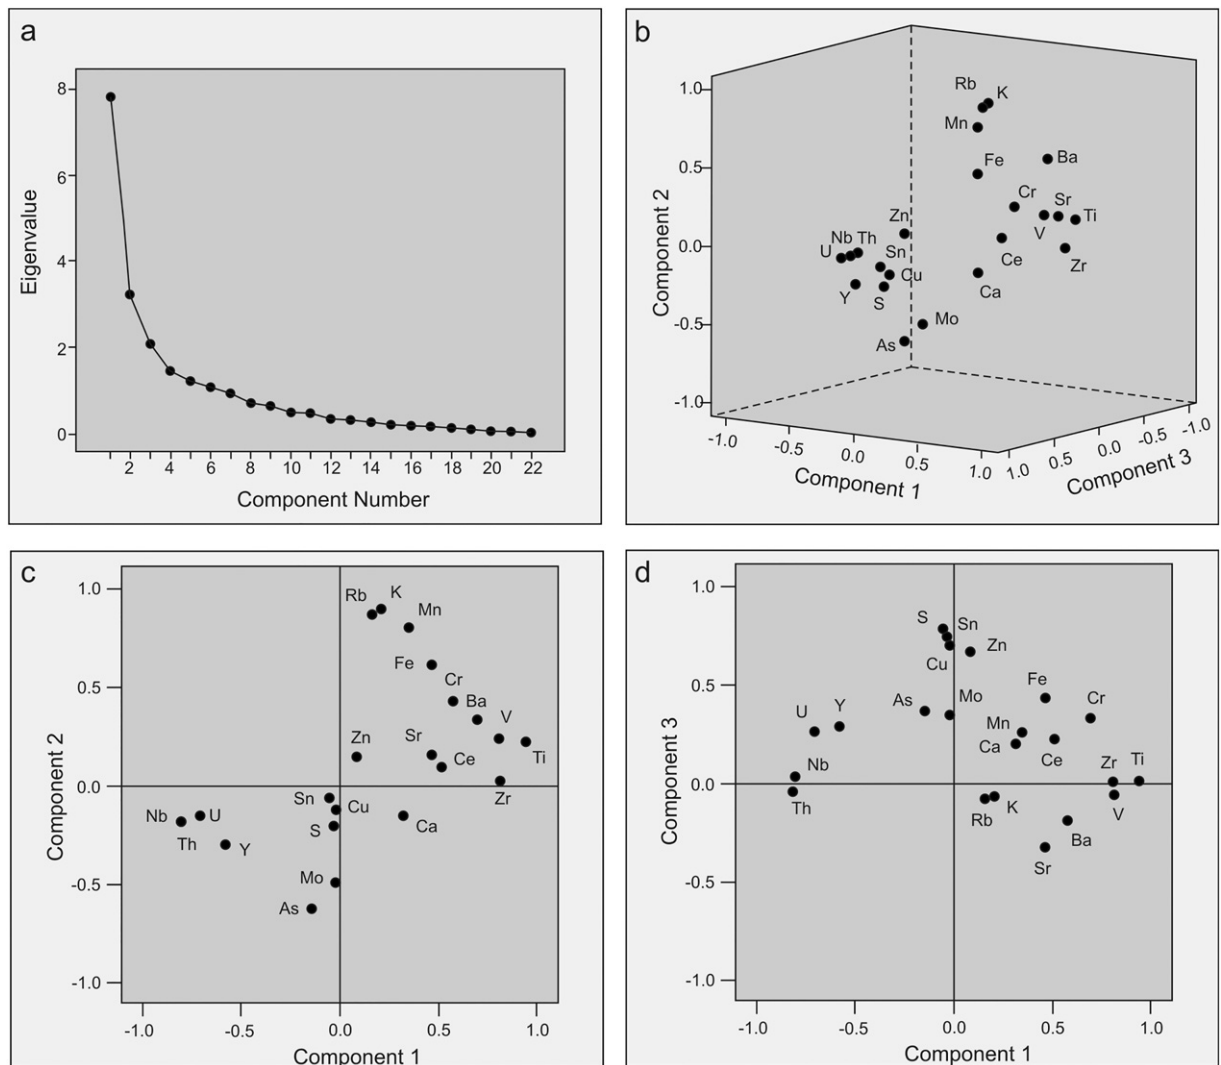 a
8
6
4
2
0
Eigenvalue
2 4 6 8 10 12 14 16 18 20 22
Component Number
b
1.0
0.5
0.0
-0.5
-1.0
Component 2
Rb K
Mn
Fe Ba
Cr Sr Ti
V
Zn
Nb Th
U Sn Ce Zr
Cu
Y S Ca
Mo
As
-1.0 -0.5 0.0 0.5 1.0
Component 1
1.0 0.5 0.0 -0.5 -1.0
Component 3
c
1.0
0.5
0.0
-0.5
-1.0
Component 2
Rb K
Mn
Fe
Cr
Ba
V
Zn Sr
Ce Ti
Sn Zr
Cu
Nb U S Ca
Th Y
Mo
As
-1.0 -0.5 0.0 0.5 1.0
Component 1
d
1.0
0.5
0.0
-0.5
-1.0
Component 3
S Sn
Zn
Cu
Fe
As Mo Cr
U Y
Mn
Ca
Ce
Nb Zr Ti
Th K V
Rb
Ba
Sr
-1.0 -0.5 0.0 0.5 1.0
Component 1